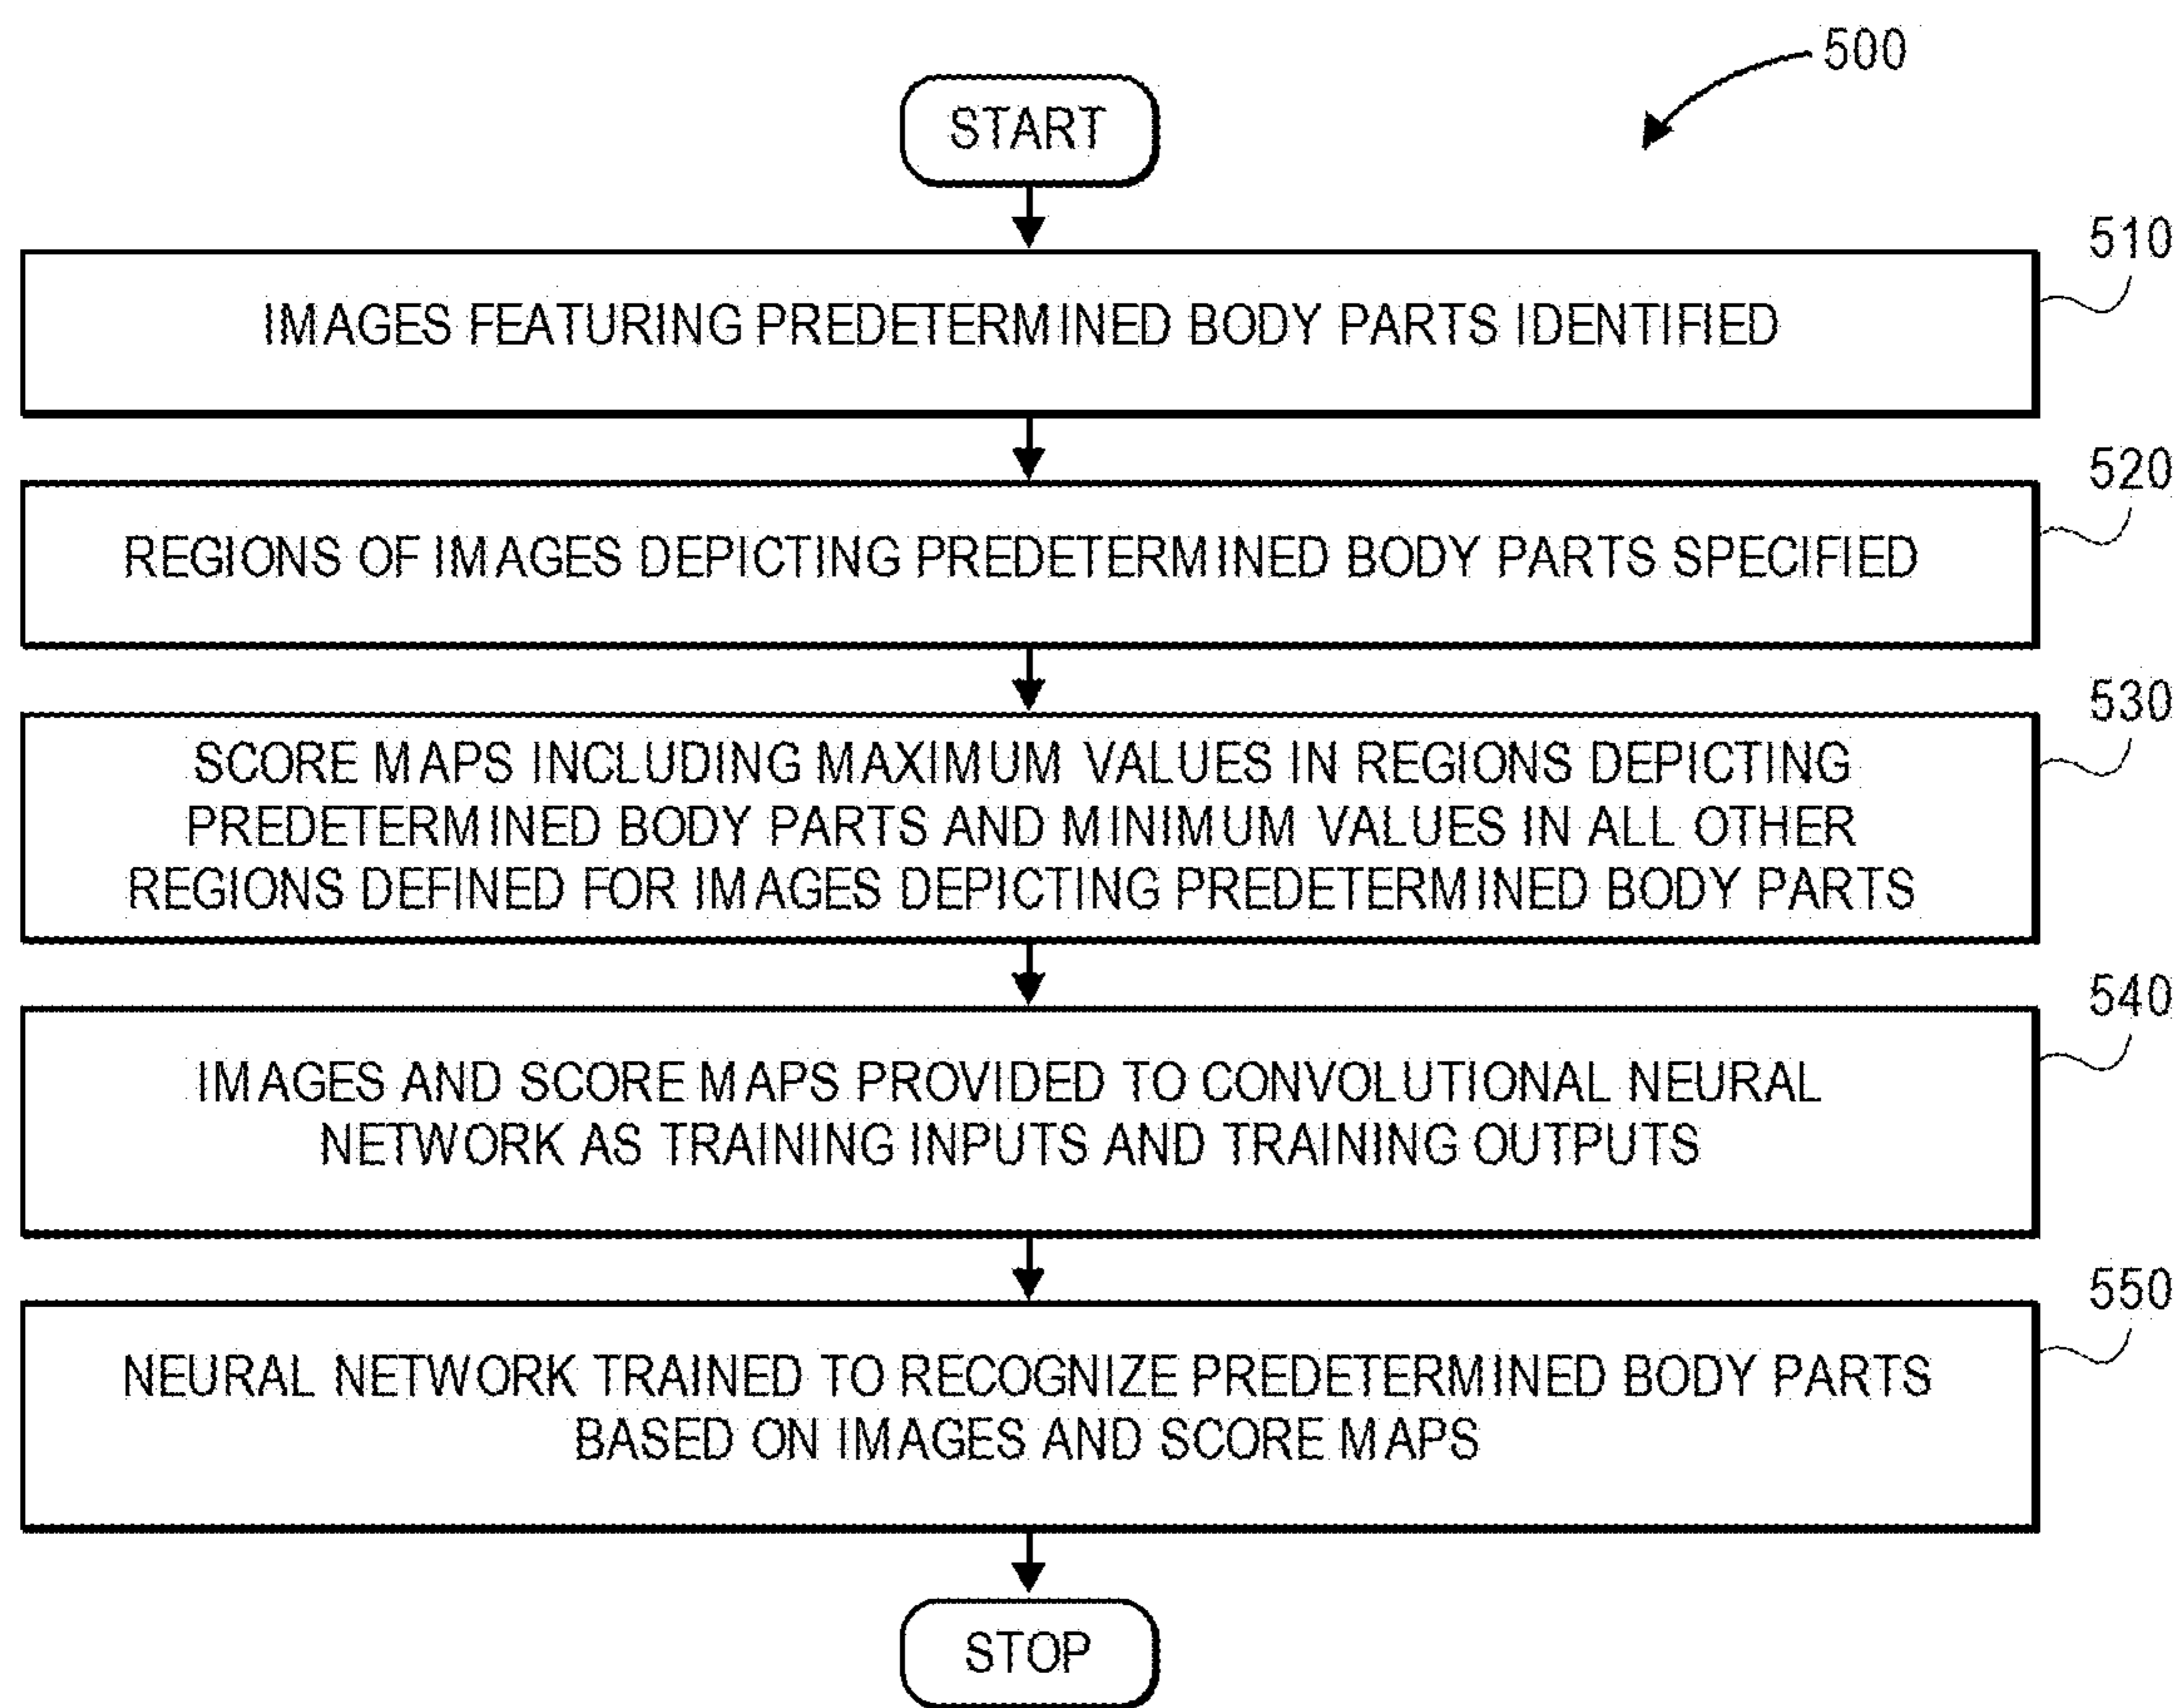 500
START
510
IMAGES FEATURING PREDETERMINED BODY PARTS IDENTIFIED
520
REGIONS OF IMAGES DEPICTING PREDETERMINED BODY PARTS SPECIFIED
530
SCORE MAPS INCLUDING MAXIMUM VALUES IN REGIONS DEPICTING
PREDETERMINED BODY PARTS AND MINIMUM VALUES IN ALL OTHER
REGIONS DEFINED FOR IMAGES DEPICTING PREDETERMINED BODY PARTS
540
IMAGES AND SCORE MAPS PROVIDED TO CONVOLUTIONAL NEURAL
NETWORK AS TRAINING INPUTS AND TRAINING OUTPUTS
550
NEURAL NETWORK TRAINED TO RECOGNIZE PREDETERMINED BODY PARTS
BASED ON IMAGES AND SCORE MAPS
STOP